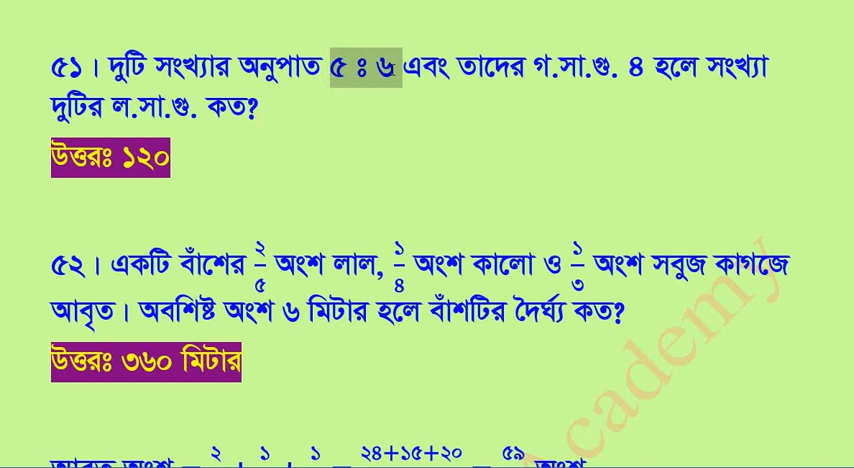 ৫১। দুটি সংখ্যার অনুপাত ৫ ঃ ৬ এবং তাদের গ.সা.গু. ৪ হলে সংখ্যা
দুটির ল.সা.গু. কত?
উত্তরঃ ১২০
৫২। একটি বাঁশের ২/৫ অংশ লাল, ১/৪ অংশ কালো ও ১/৩ অংশ সবুজ কাগজে
আবৃত। অবশিষ্ট অংশ ৬ মিটার হলে বাঁশটির দৈর্ঘ্য কত?
উত্তরঃ ৩৬০ মিটার
Academy